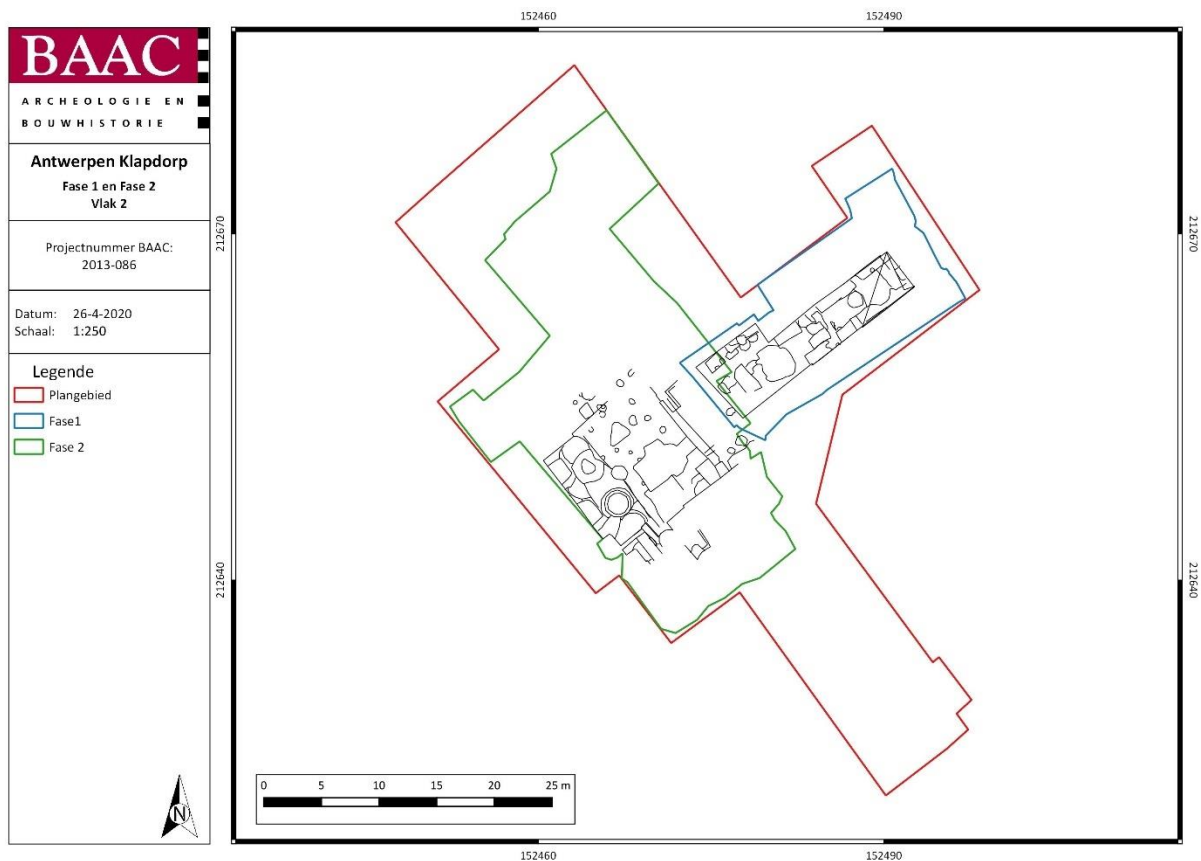 BAAC
ARCHEOLOGIE EN
BOUWHISTORIE
Antwerpen Klapdorp
Fase 1 en Fase 2
Vlak 2
Projectnummer BAAC:
2013-086
Datum: 26-4-2020
Schaal: 1:250
Legende
Plangebied
Fase1
Fase 2
N
152460 152490
212670 212670
212640 212640
0 5 10 15 20 25 m
152460 152490